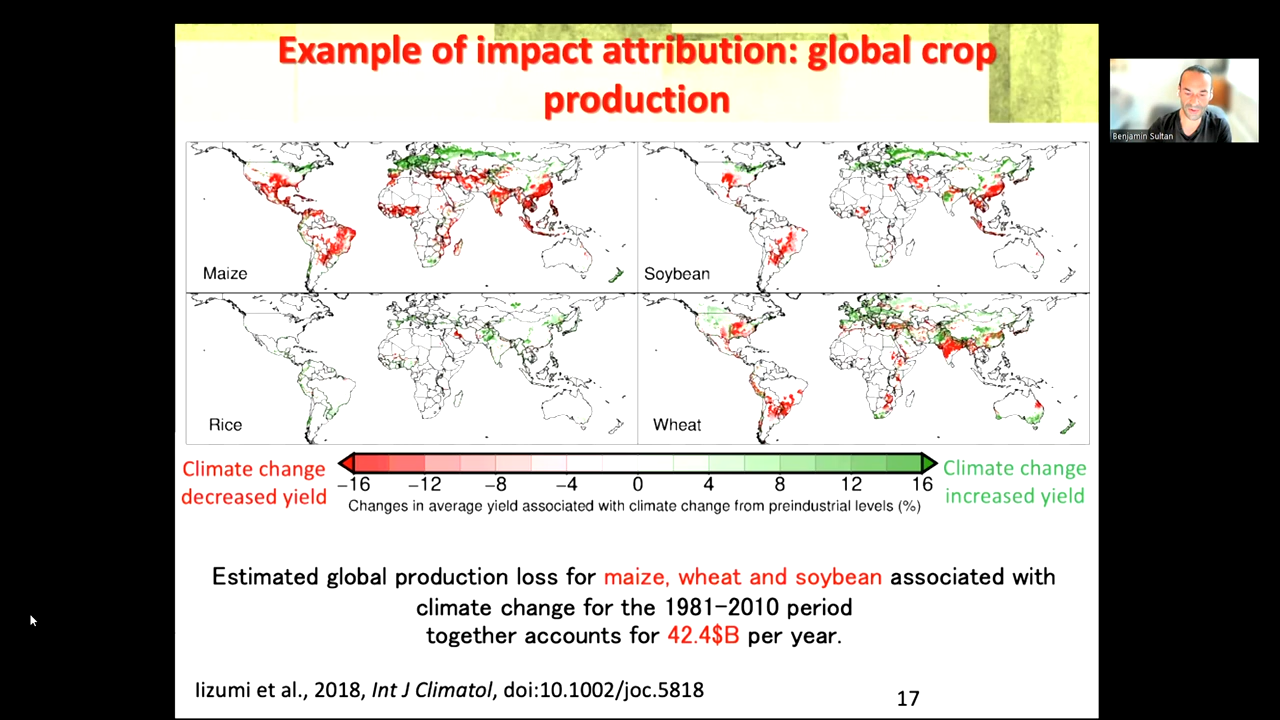 Example of impact attribution: global crop
production
Benjamin Sultan
Maize
Soybean
Rice
Wheat
Climate change
decreased yield
−16 −12 −8 −4 0 4 8 12 16
Changes in average yield associated with climate change from preindustrial levels (%)
Climate change
increased yield
Estimated global production loss for maize, wheat and soybean associated with
climate change for the 1981–2010 period
together accounts for 42.4$B per year.
Iizumi et al., 2018, Int J Climatol, doi:10.1002/joc.5818
17